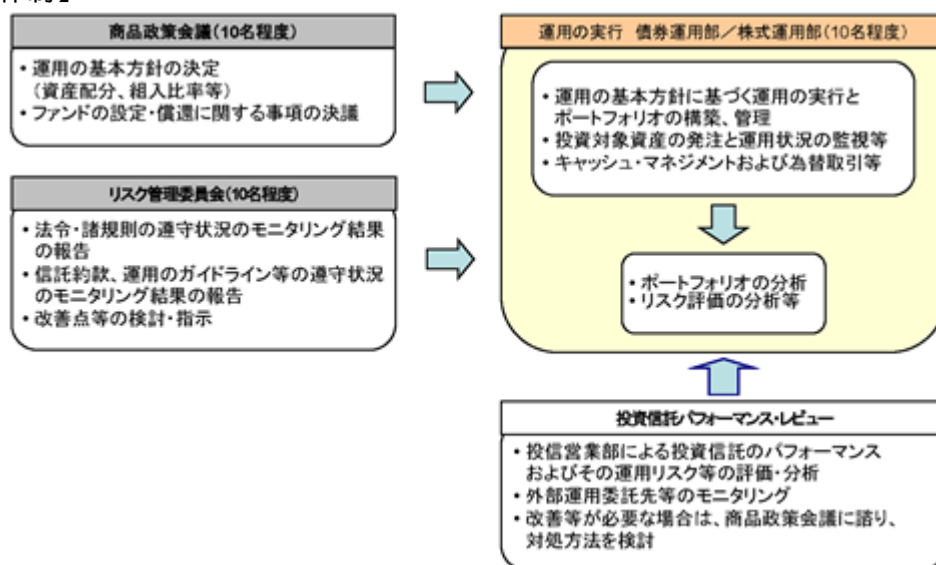 商品政策会議(10名程度)
・運用の基本方針の決定
(資産配分、組入比率等)
・ファンドの設定・償還に関する事項の決議
リスク管理委員会(10名程度)
・法令・諸規則の遵守状況のモニタリング結果
の報告
・信託約款、運用のガイドライン等の遵守状況
のモニタリング結果の報告
・改善点等の検討・指示
運用の実行 債券運用部/株式運用部(10名程度)
・運用の基本方針に基づく運用の実行と
ポートフォリオの構築、管理
・投資対象資産の発注と運用状況の監視等
・キャッシュ・マネジメントおよび為替取引等
・ポートフォリオの分析
・リスク評価の分析等
投資信託パフォーマンス・レビュー
・投信営業部による投資信託のパフォーマンス
およびその運用リスク等の評価・分析
・外部運用委託先等のモニタリング
・改善等が必要な場合は、商品政策会議に諮り、
対処方法を検討